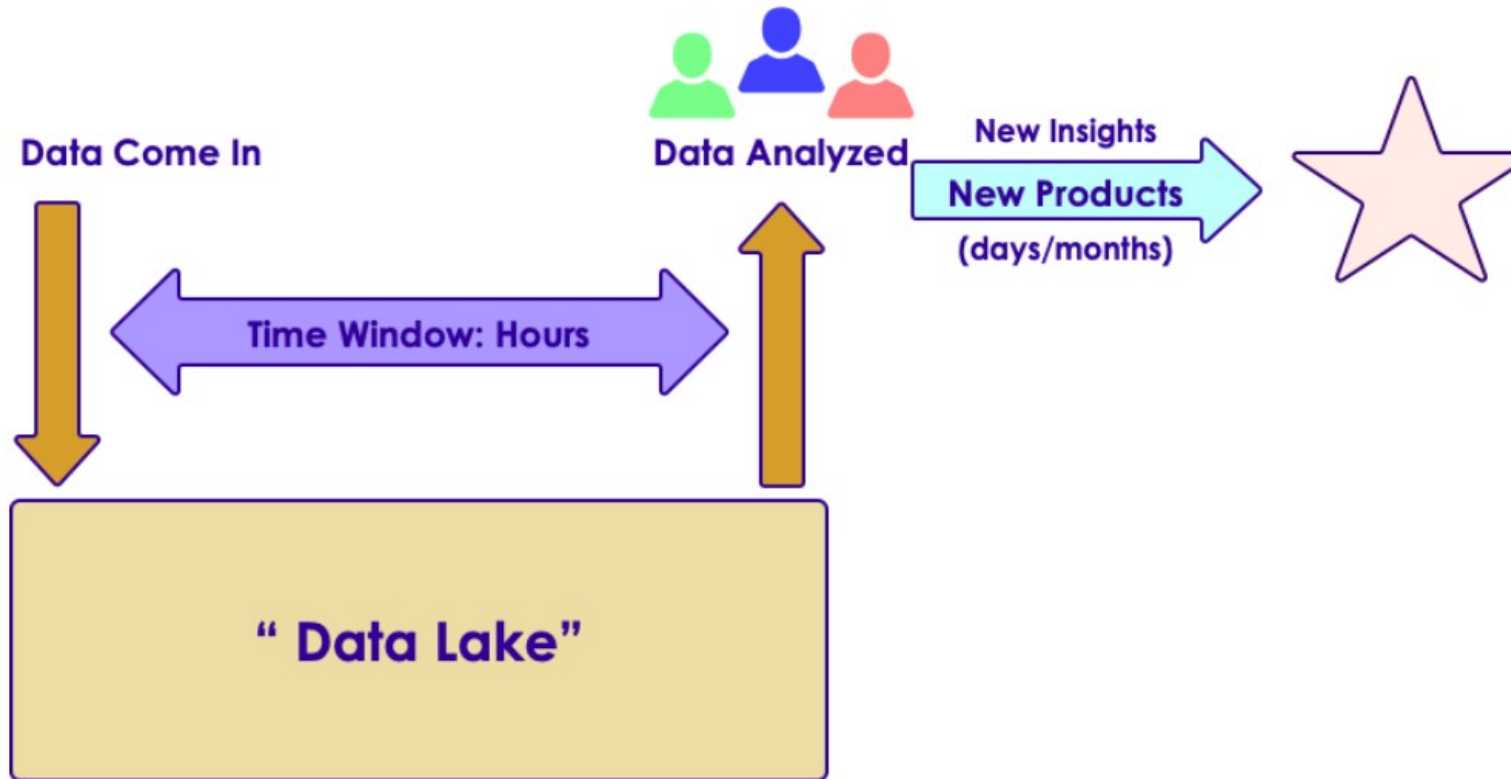 Data Come In
Data Analyzed
New Insights
New Products
(days/months)
Time Window: Hours
“ Data Lake”